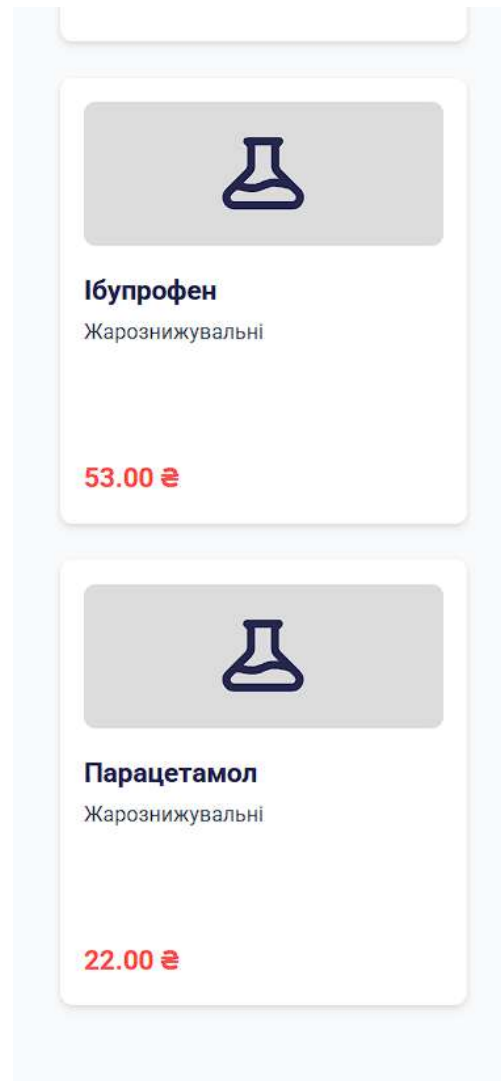 Ібупрофен
Жарознижувальні
53.00 ₴
Парацетамол
Жарознижувальні
22.00 ₴